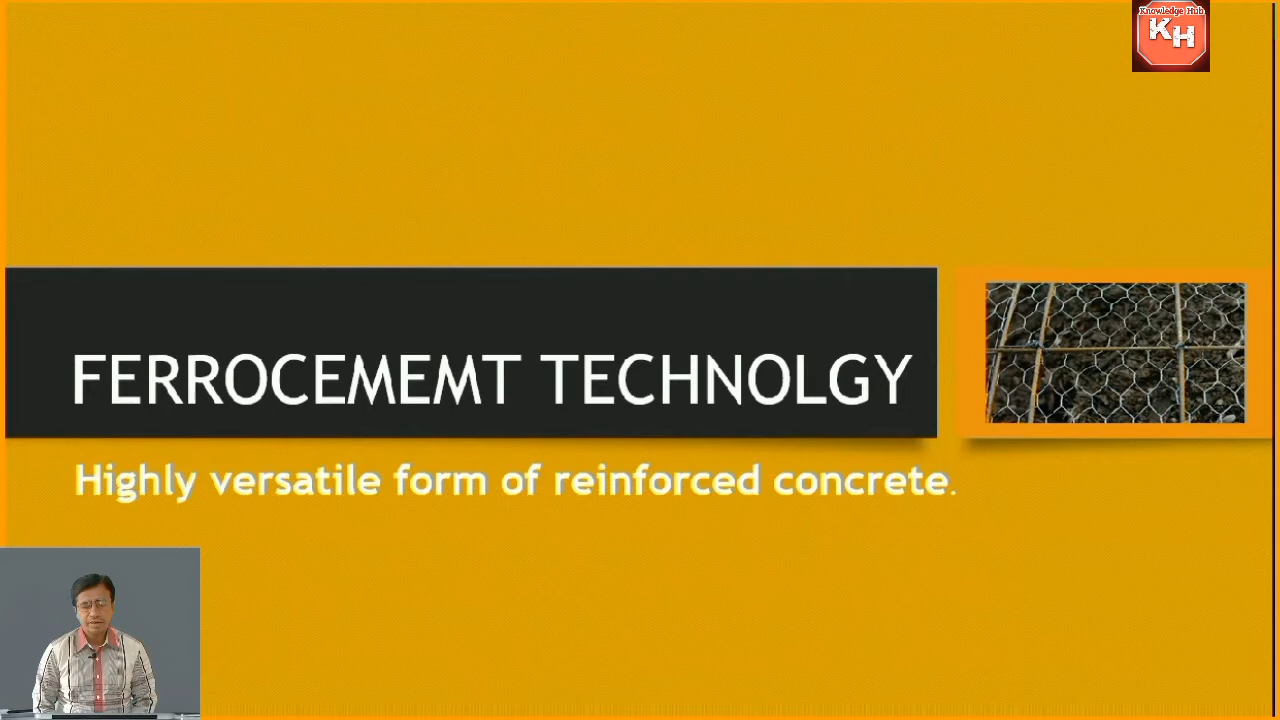 Knowledge Hub
KH
FERROCEMEMT TECHNOLGY
Highly versatile form of reinforced concrete.